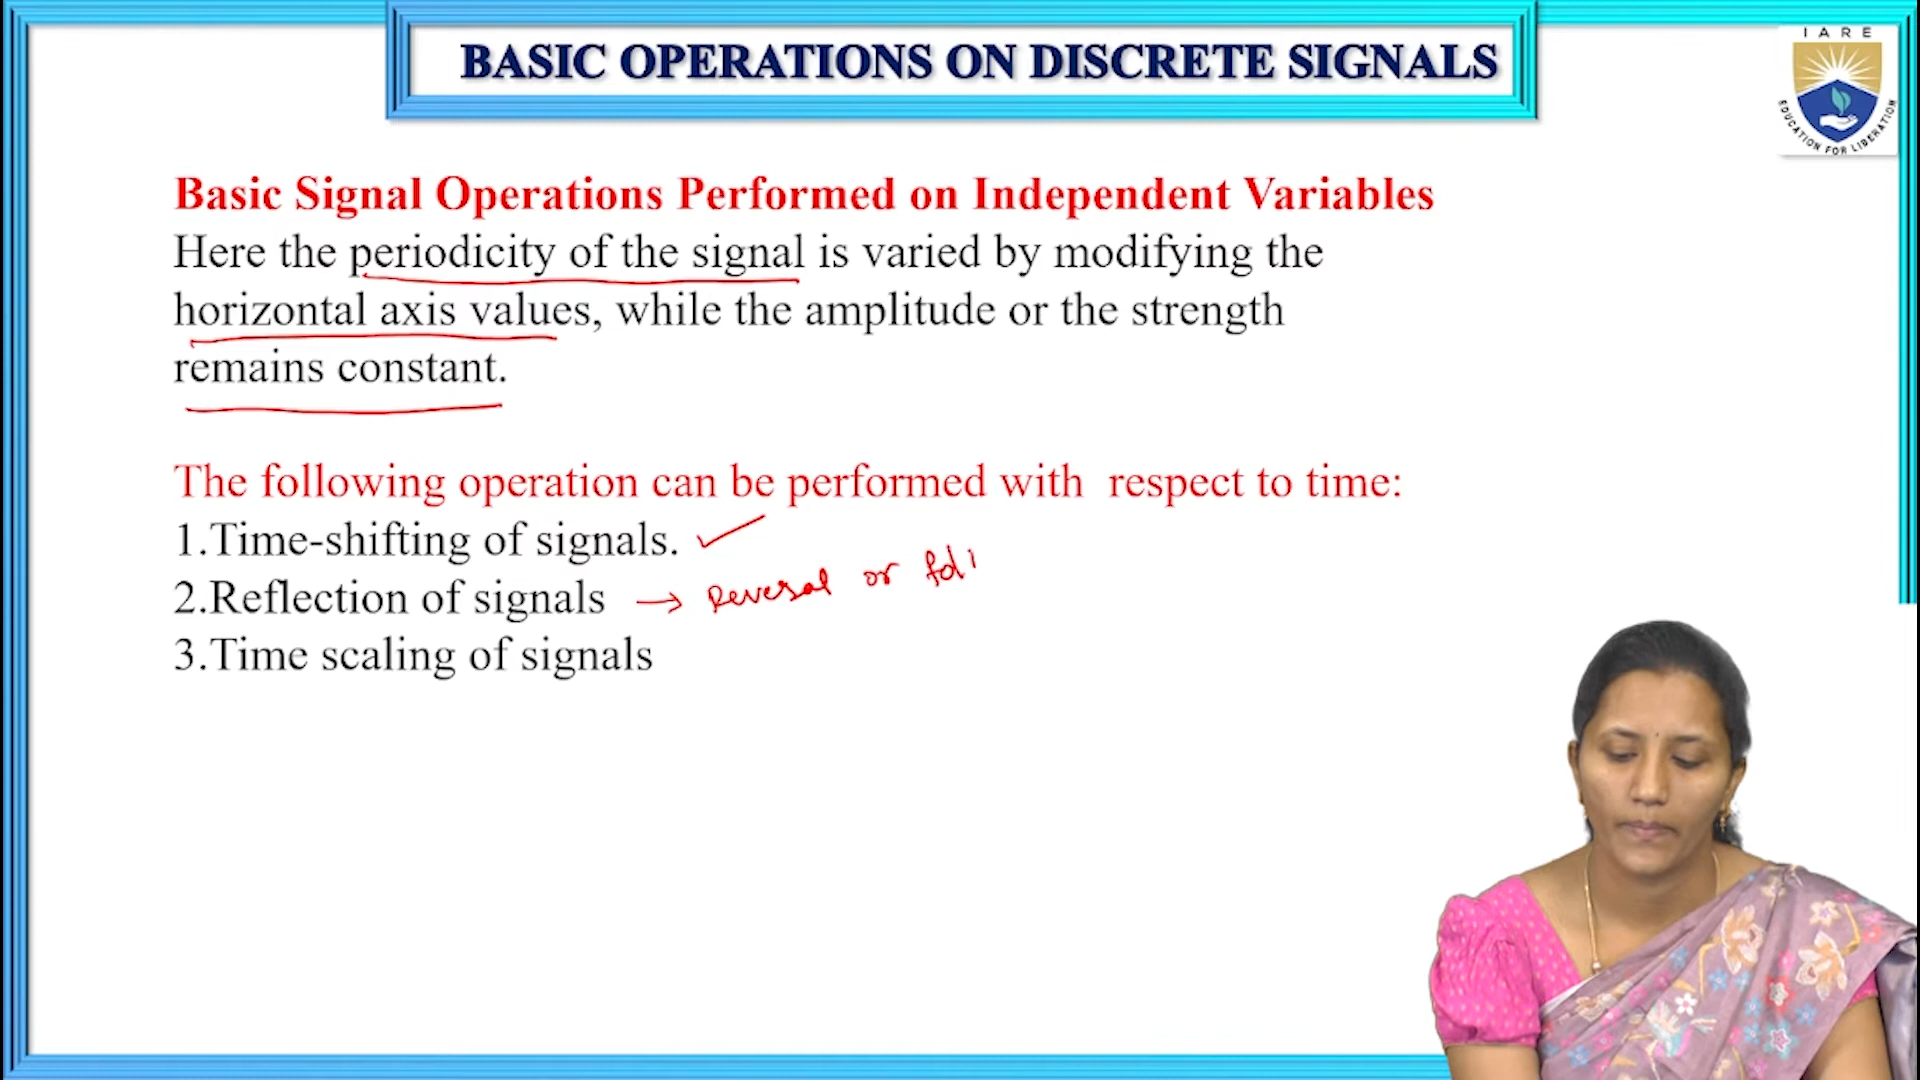 BASIC OPERATIONS ON DISCRETE SIGNALS
IARE
EDUCATION FOR LIBERATION
Basic Signal Operations Performed on Independent Variables
Here the periodicity of the signal is varied by modifying the
horizontal axis values, while the amplitude or the strength
remains constant.
The following operation can be performed with respect to time:
1.Time-shifting of signals.
2.Reflection of signals → Reversal or
3.Time scaling of signals